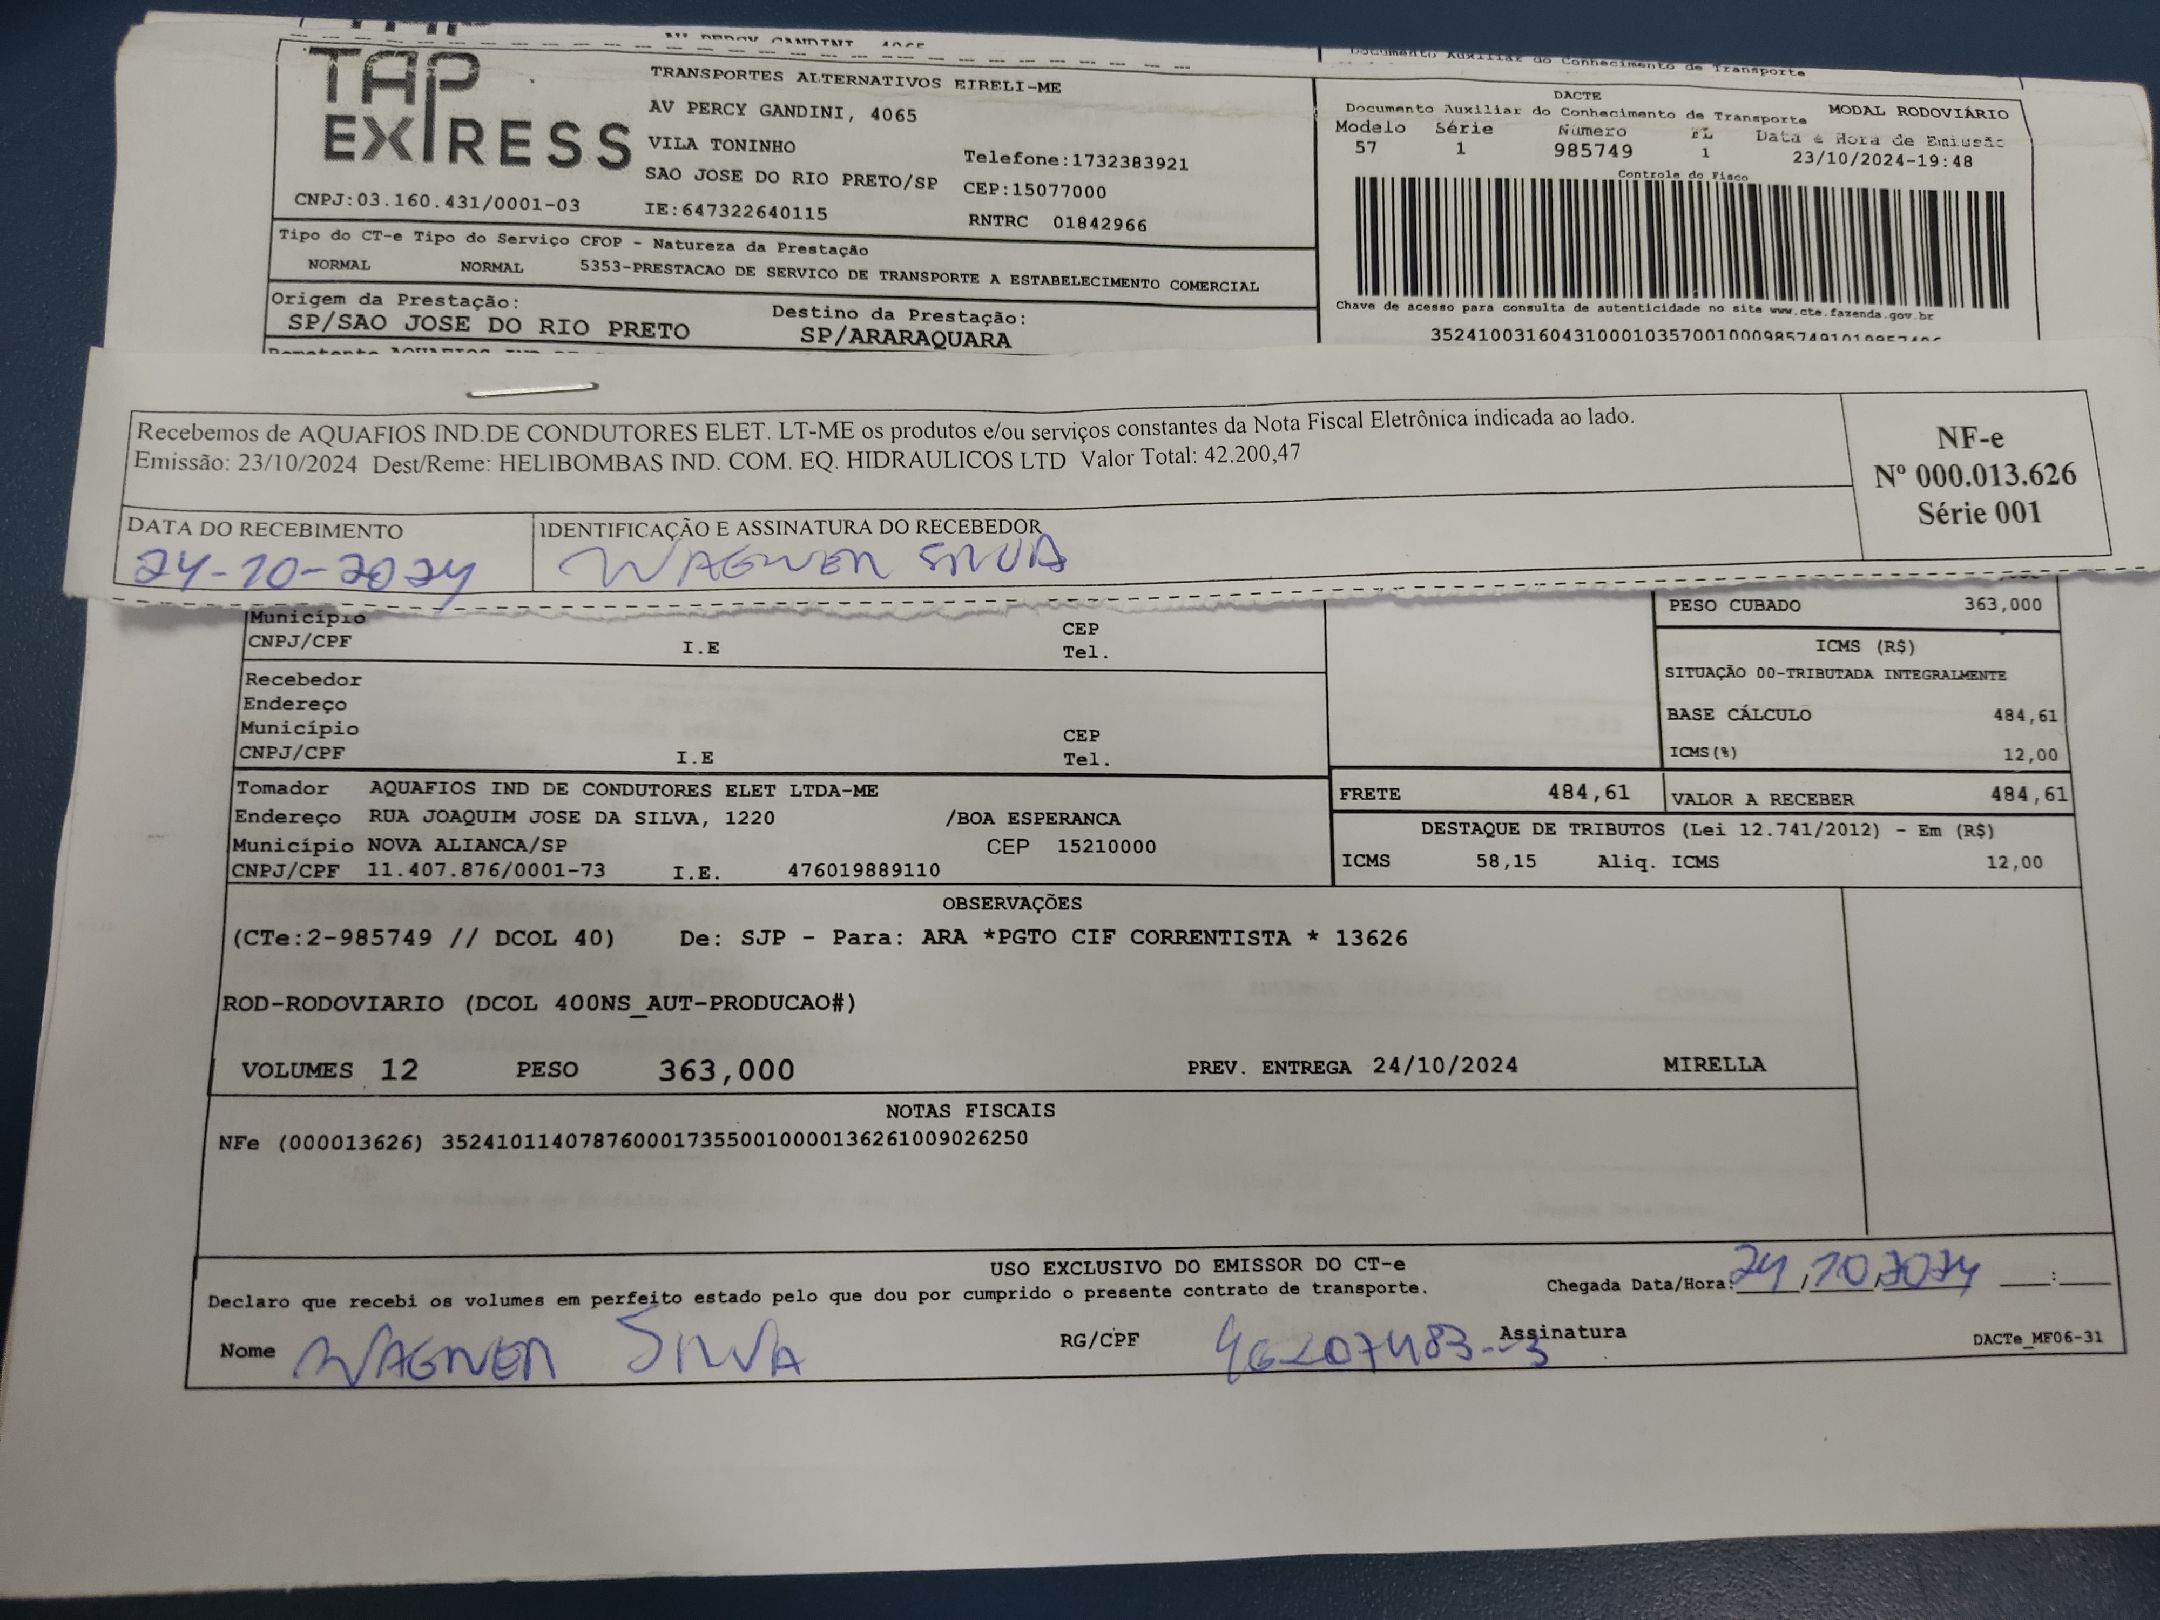 TAP EXPRESS
TRANSPORTES ALTERNATIVOS EIRELI-ME
AV PERCY GANDINI, 4065
VILA TONINHO
Telefone:1732383921
SAO JOSE DO RIO PRETO/SP CEP:15077000
CNPJ:03.160.431/0001-03 IE:647322640115 RNTRC 01842966
DACTE
Documento Auxiliar do Conhecimento de Transporte MODAL RODOVIÁRIO
Modelo Série Número FL Data e Hora de Emissão
57 1 985749 1 23/10/2024-19:48
Controle do Fisco
Chave de acesso para consulta de autenticidade no site www.cte.fazenda.gov.br
Tipo do CT-e Tipo do Serviço CFOP - Natureza da Prestação
NORMAL NORMAL 5353-PRESTACAO DE SERVICO DE TRANSPORTE A ESTABELECIMENTO COMERCIAL
Origem da Prestação: Destino da Prestação:
SP/SAO JOSE DO RIO PRETO SP/ARARAQUARA
Recebemos de AQUAFIOS IND.DE CONDUTORES ELET. LT-ME os produtos e/ou serviços constantes da Nota Fiscal Eletrônica indicada ao lado.
Emissão: 23/10/2024 Dest/Reme: HELIBOMBAS IND. COM. EQ. HIDRAULICOS LTD Valor Total: 42.200,47
NF-e
Nº 000.013.626
Série 001
DATA DO RECEBIMENTO IDENTIFICAÇÃO E ASSINATURA DO RECEBEDOR
24-10-2024 WAGNER SILVA
Município CEP
CNPJ/CPF I.E Tel.
Recebedor
Endereço
Município CEP
CNPJ/CPF I.E Tel.
PESO CUBADO 363,000
ICMS (R$)
SITUAÇÃO 00-TRIBUTADA INTEGRALMENTE
BASE CÁLCULO 484,61
ICMS(%) 12,00
Tomador AQUAFIOS IND DE CONDUTORES ELET LTDA-ME
Endereço RUA JOAQUIM JOSE DA SILVA, 1220 /BOA ESPERANCA
Município NOVA ALIANCA/SP CEP 15210000
CNPJ/CPF 11.407.876/0001-73 I.E. 476019889110
FRETE 484,61 VALOR A RECEBER 484,61
DESTAQUE DE TRIBUTOS (Lei 12.741/2012) - Em (R$)
ICMS 58,15 Aliq. ICMS 12,00
OBSERVAÇÕES
(CTe:2-985749 // DCOL 40) De: SJP - Para: ARA *PGTO CIF CORRENTISTA * 13626
ROD-RODOVIARIO (DCOL 400NS_AUT-PRODUCAO#)
VOLUMES 12 PESO 363,000 PREV. ENTREGA 24/10/2024 MIRELLA
NOTAS FISCAIS
NFe (000013626) 35241011407876000173550010000136261009026250
USO EXCLUSIVO DO EMISSOR DO CT-e
Declaro que recebi os volumes em perfeito estado pelo que dou por cumprido o presente contrato de transporte. Chegada Data/Hora: 24/10/2024 ___:___
Nome WAGNER SILVA RG/CPF 46207483-3 Assinatura DACTe_MF06-31